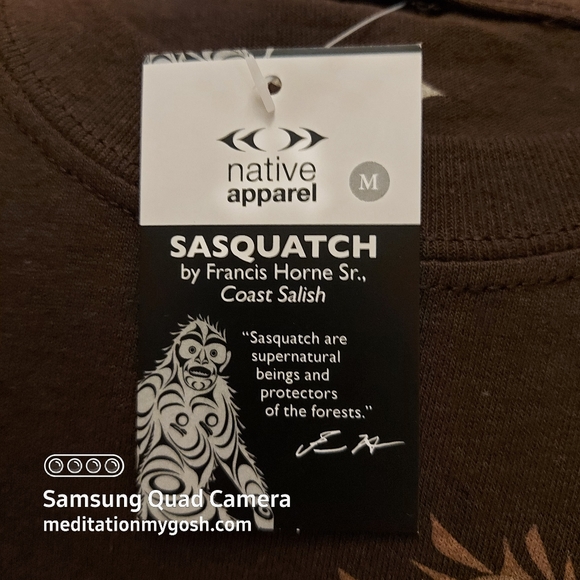 native
apparel
M
SASQUATCH
by Francis Horne Sr.,
Coast Salish
“Sasquatch are
supernatural
beings and
protectors
of the forests.”
Samsung Quad Camera
meditationmygosh.com